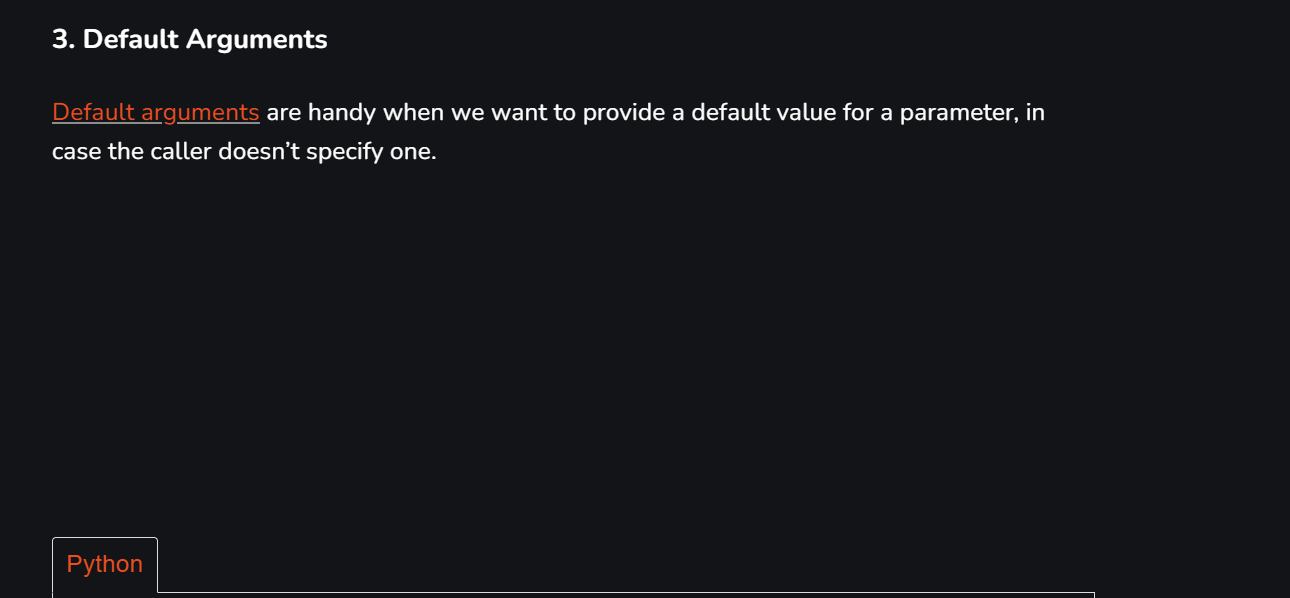 3. Default Arguments
Default arguments are handy when we want to provide a default value for a parameter, in
case the caller doesn’t specify one.
Python